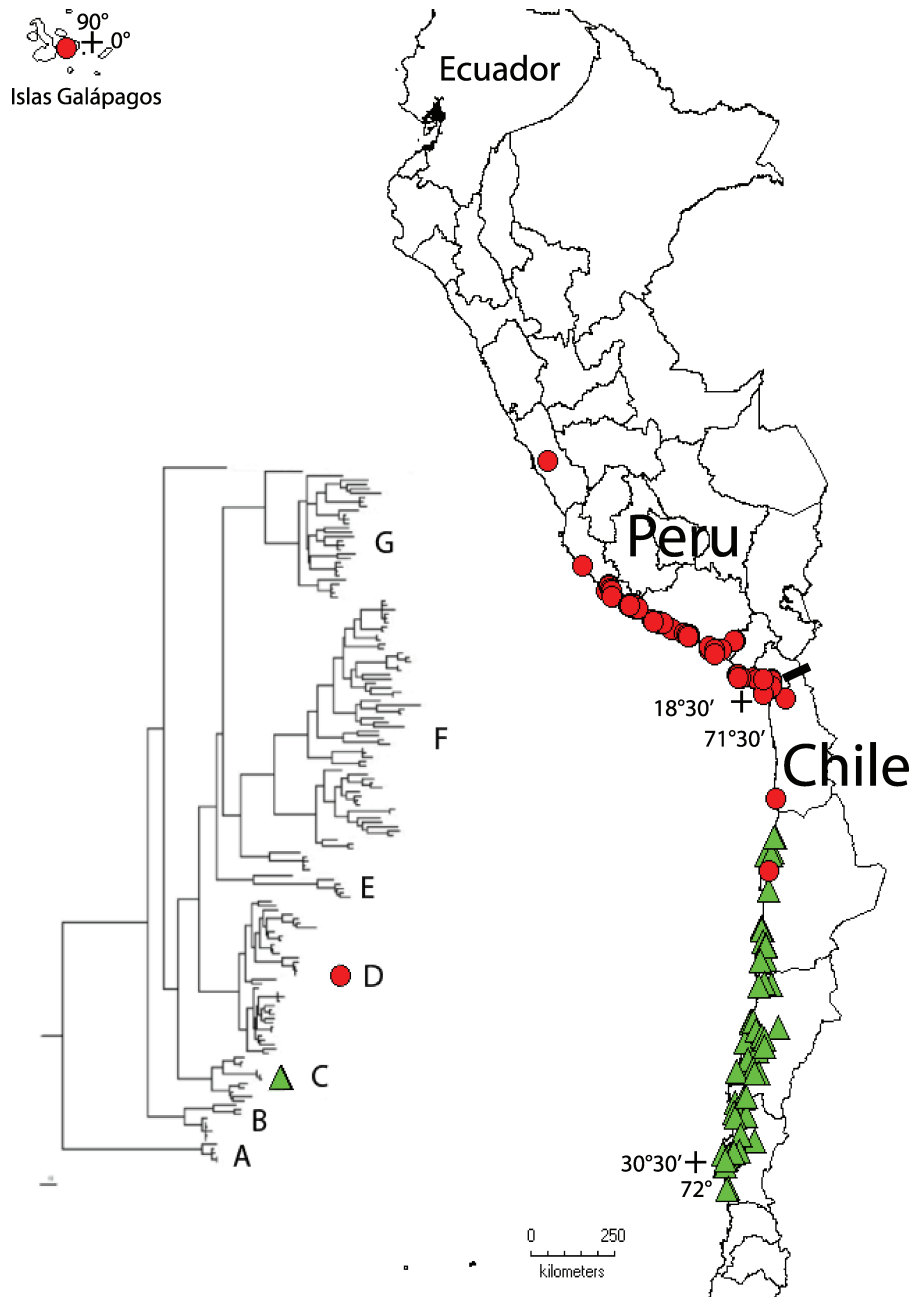 90°
0°
Islas Galápagos
Ecuador
Peru
G
F
18°30′
71°30′
Chile
E
D
C
B
A
30°30′
72°
0 250
kilometers